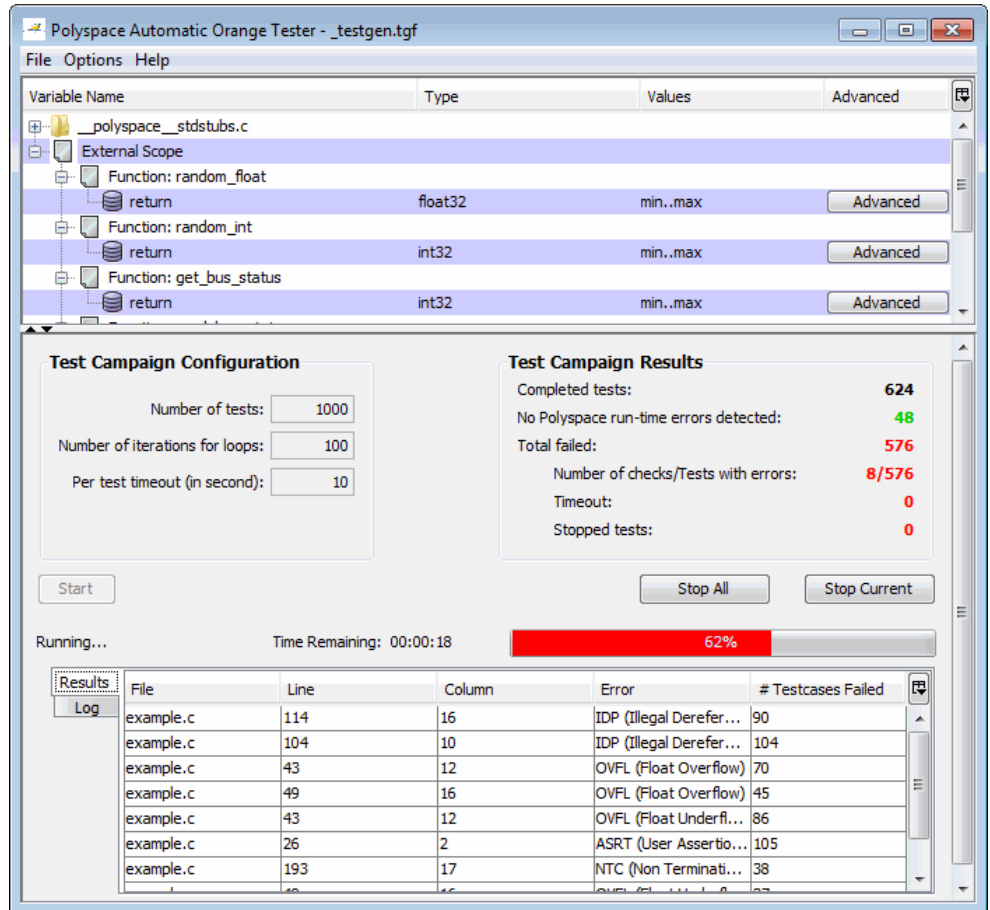 Polyspace Automatic Orange Tester - _testgen.tgf
File Options Help
Variable Name Type Values Advanced
__polyspace__stdstubs.c
External Scope
Function: random_float
return float32 min..max Advanced
Function: random_int
return int32 min..max Advanced
Function: get_bus_status
return int32 min..max Advanced
Test Campaign Configuration
Number of tests: 1000
Number of iterations for loops: 100
Per test timeout (in second): 10
Test Campaign Results
Completed tests: 624
No Polyspace run-time errors detected: 48
Total failed: 576
Number of checks/Tests with errors: 8/576
Timeout: 0
Stopped tests: 0
Start Stop All Stop Current
Running... Time Remaining: 00:00:18 62%
Results
Log
File Line Column Error # Testcases Failed
example.c 114 16 IDP (Illegal Derefer... 90
example.c 104 10 IDP (Illegal Derefer... 104
example.c 43 12 OVFL (Float Overflow) 70
example.c 49 16 OVFL (Float Overflow) 45
example.c 43 12 OVFL (Float Underfl... 86
example.c 26 2 ASRT (User Assertio... 105
example.c 193 17 NTC (Non Terminati... 38